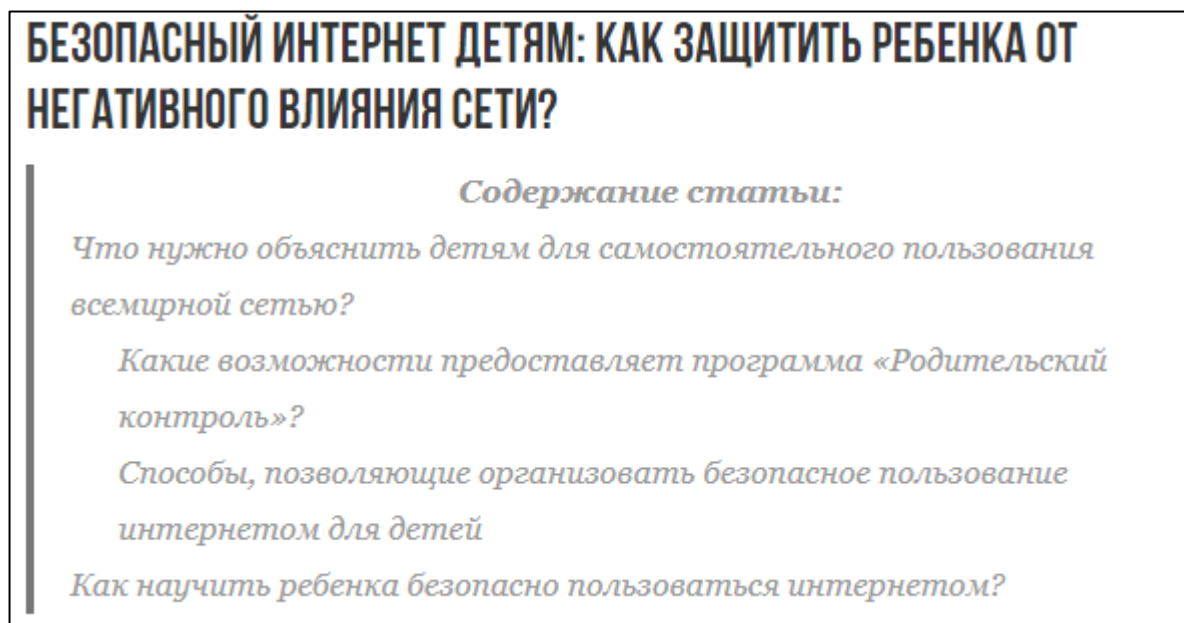 БЕЗОПАСНЫЙ ИНТЕРНЕТ ДЕТЯМ: КАК ЗАЩИТИТЬ РЕБЕНКА ОТ
НЕГАТИВНОГО ВЛИЯНИЯ СЕТИ?
Содержание статьи:
Что нужно объяснить детям для самостоятельного пользования
всемирной сетью?
Какие возможности предоставляет программа «Родительский
контроль»?
Способы, позволяющие организовать безопасное пользование
интернетом для детей
Как научить ребенка безопасно пользоваться интернетом?